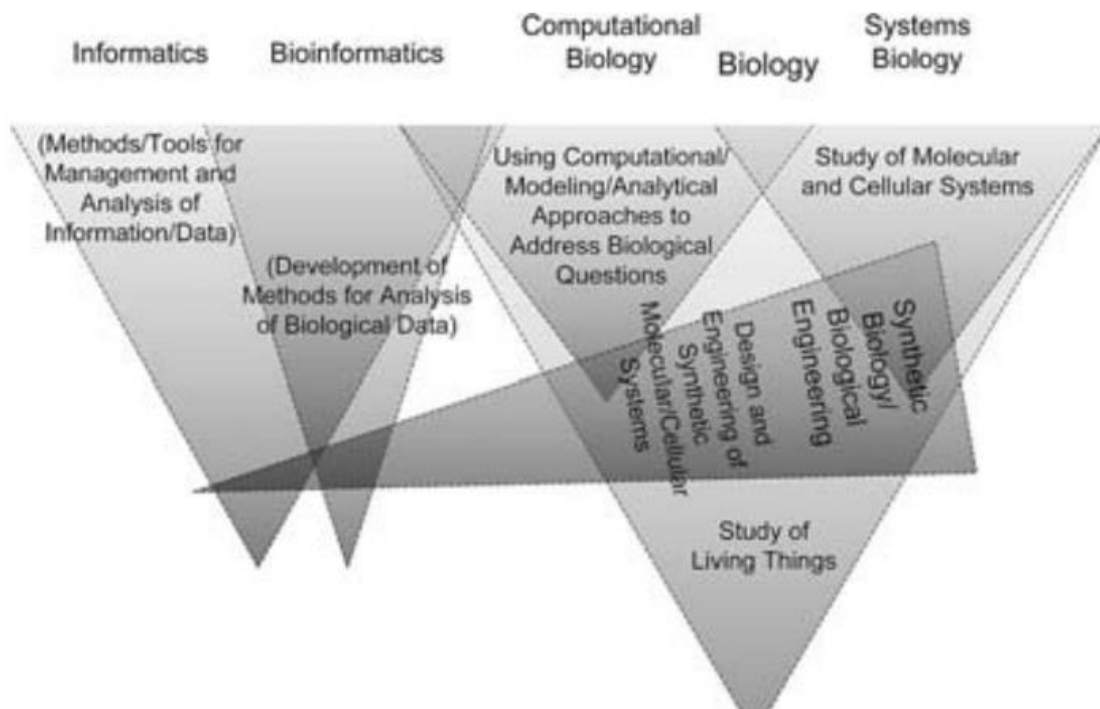 Informatics
Bioinformatics
Computational
Biology
Biology
Systems
Biology
(Methods/Tools for
Management and
Analysis of
Information/Data)
(Development of
Methods for Analysis
of Biological Data)
Using Computational/
Modeling/Analytical
Approaches to
Address Biological
Questions
Study of Molecular
and Cellular Systems
Synthetic
Biology/
Biological
Engineering
Design and
Engineering of
Synthetic
Molecular/Cellular
Systems
Study of
Living Things